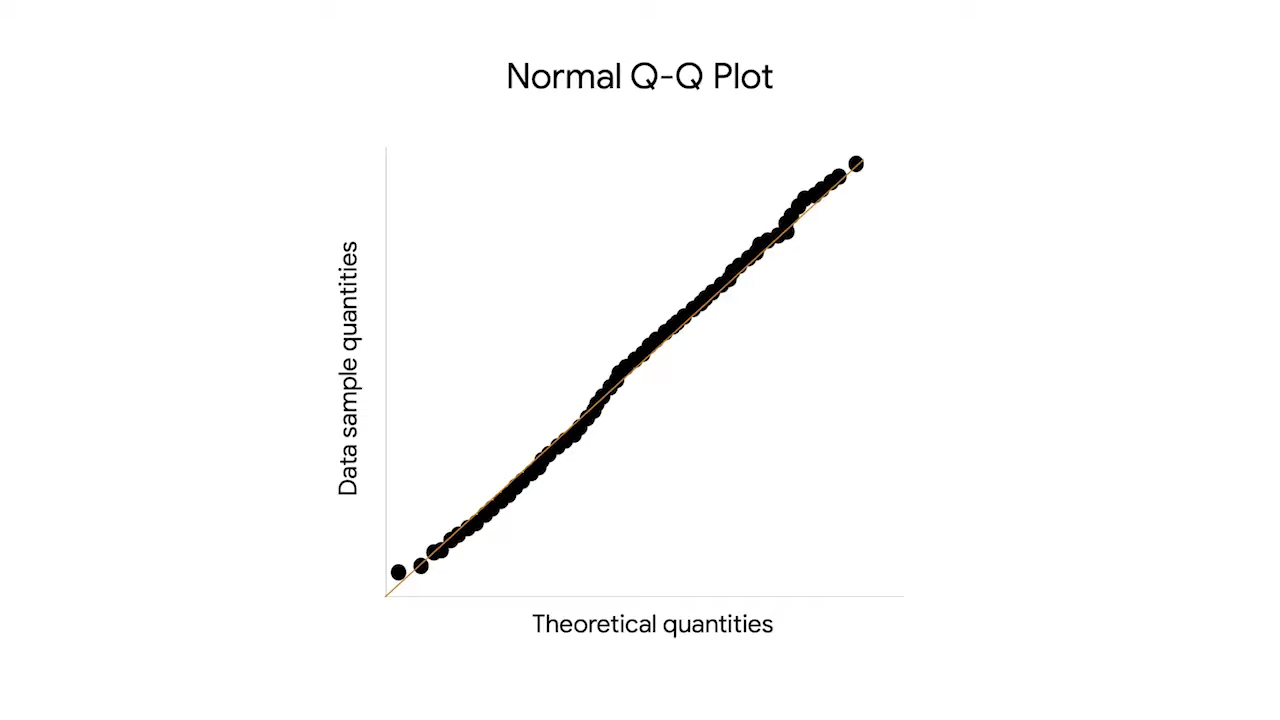 Normal Q-Q Plot
Data sample quantities
Theoretical quantities